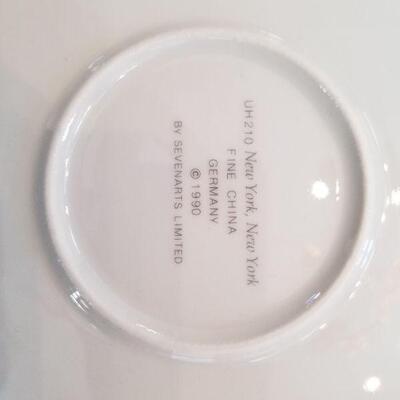 UH210 New York, New York
FINE CHINA
GERMANY
© 1990
BY SEVENARTS LIMITED